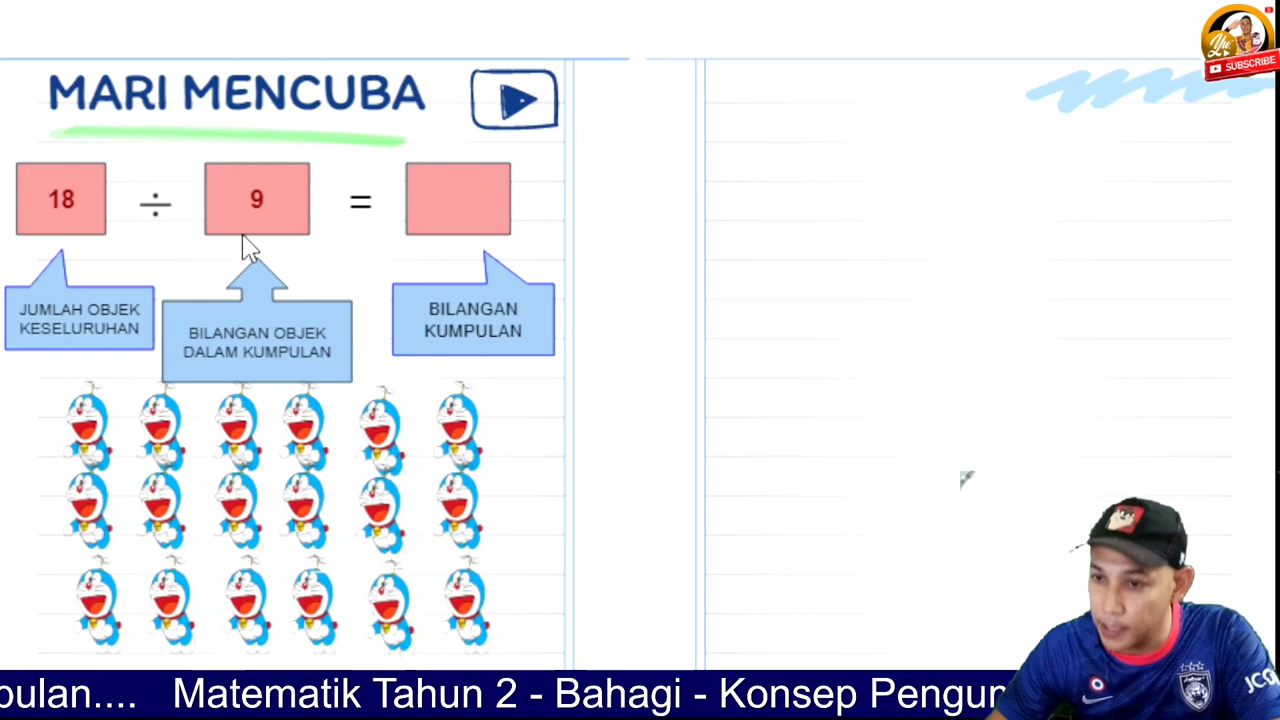 MARI MENCUBA
18 ÷ 9 =
JUMLAH OBJEK
KESELURUHAN
BILANGAN OBJEK
DALAM KUMPULAN
BILANGAN
KUMPULAN
SUBSCRIBE
pulan.... Matematik Tahun 2 - Bahagi - Konsep Pengun